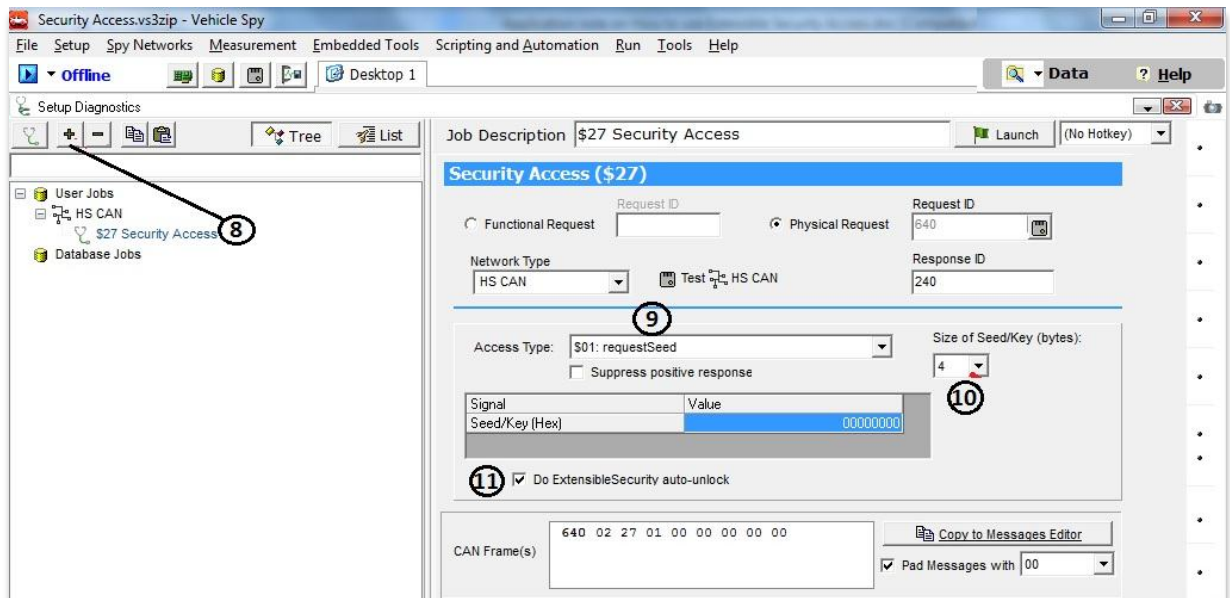 Security Access.vs3zip - Vehicle Spy
File Setup Spy Networks Measurement Embedded Tools Scripting and Automation Run Tools Help
Offline Desktop 1 Data ? Help
Setup Diagnostics
Tree List Job Description $27 Security Access Launch (No Hotkey)
Security Access ($27)
User Jobs
HS CAN
$27 Security Access
Database Jobs
8
Request ID Request ID
Functional Request Physical Request 640
Network Type Response ID
HS CAN Test HS CAN 240
9
Access Type: $01: requestSeed Size of Seed/Key (bytes):
Suppress positive response 4
10
Signal Value
Seed/Key (Hex) 00000000
11 Do ExtensibleSecurity auto-unlock
CAN Frame(s) 640 02 27 01 00 00 00 00 00 Copy to Messages Editor
Pad Messages with 00